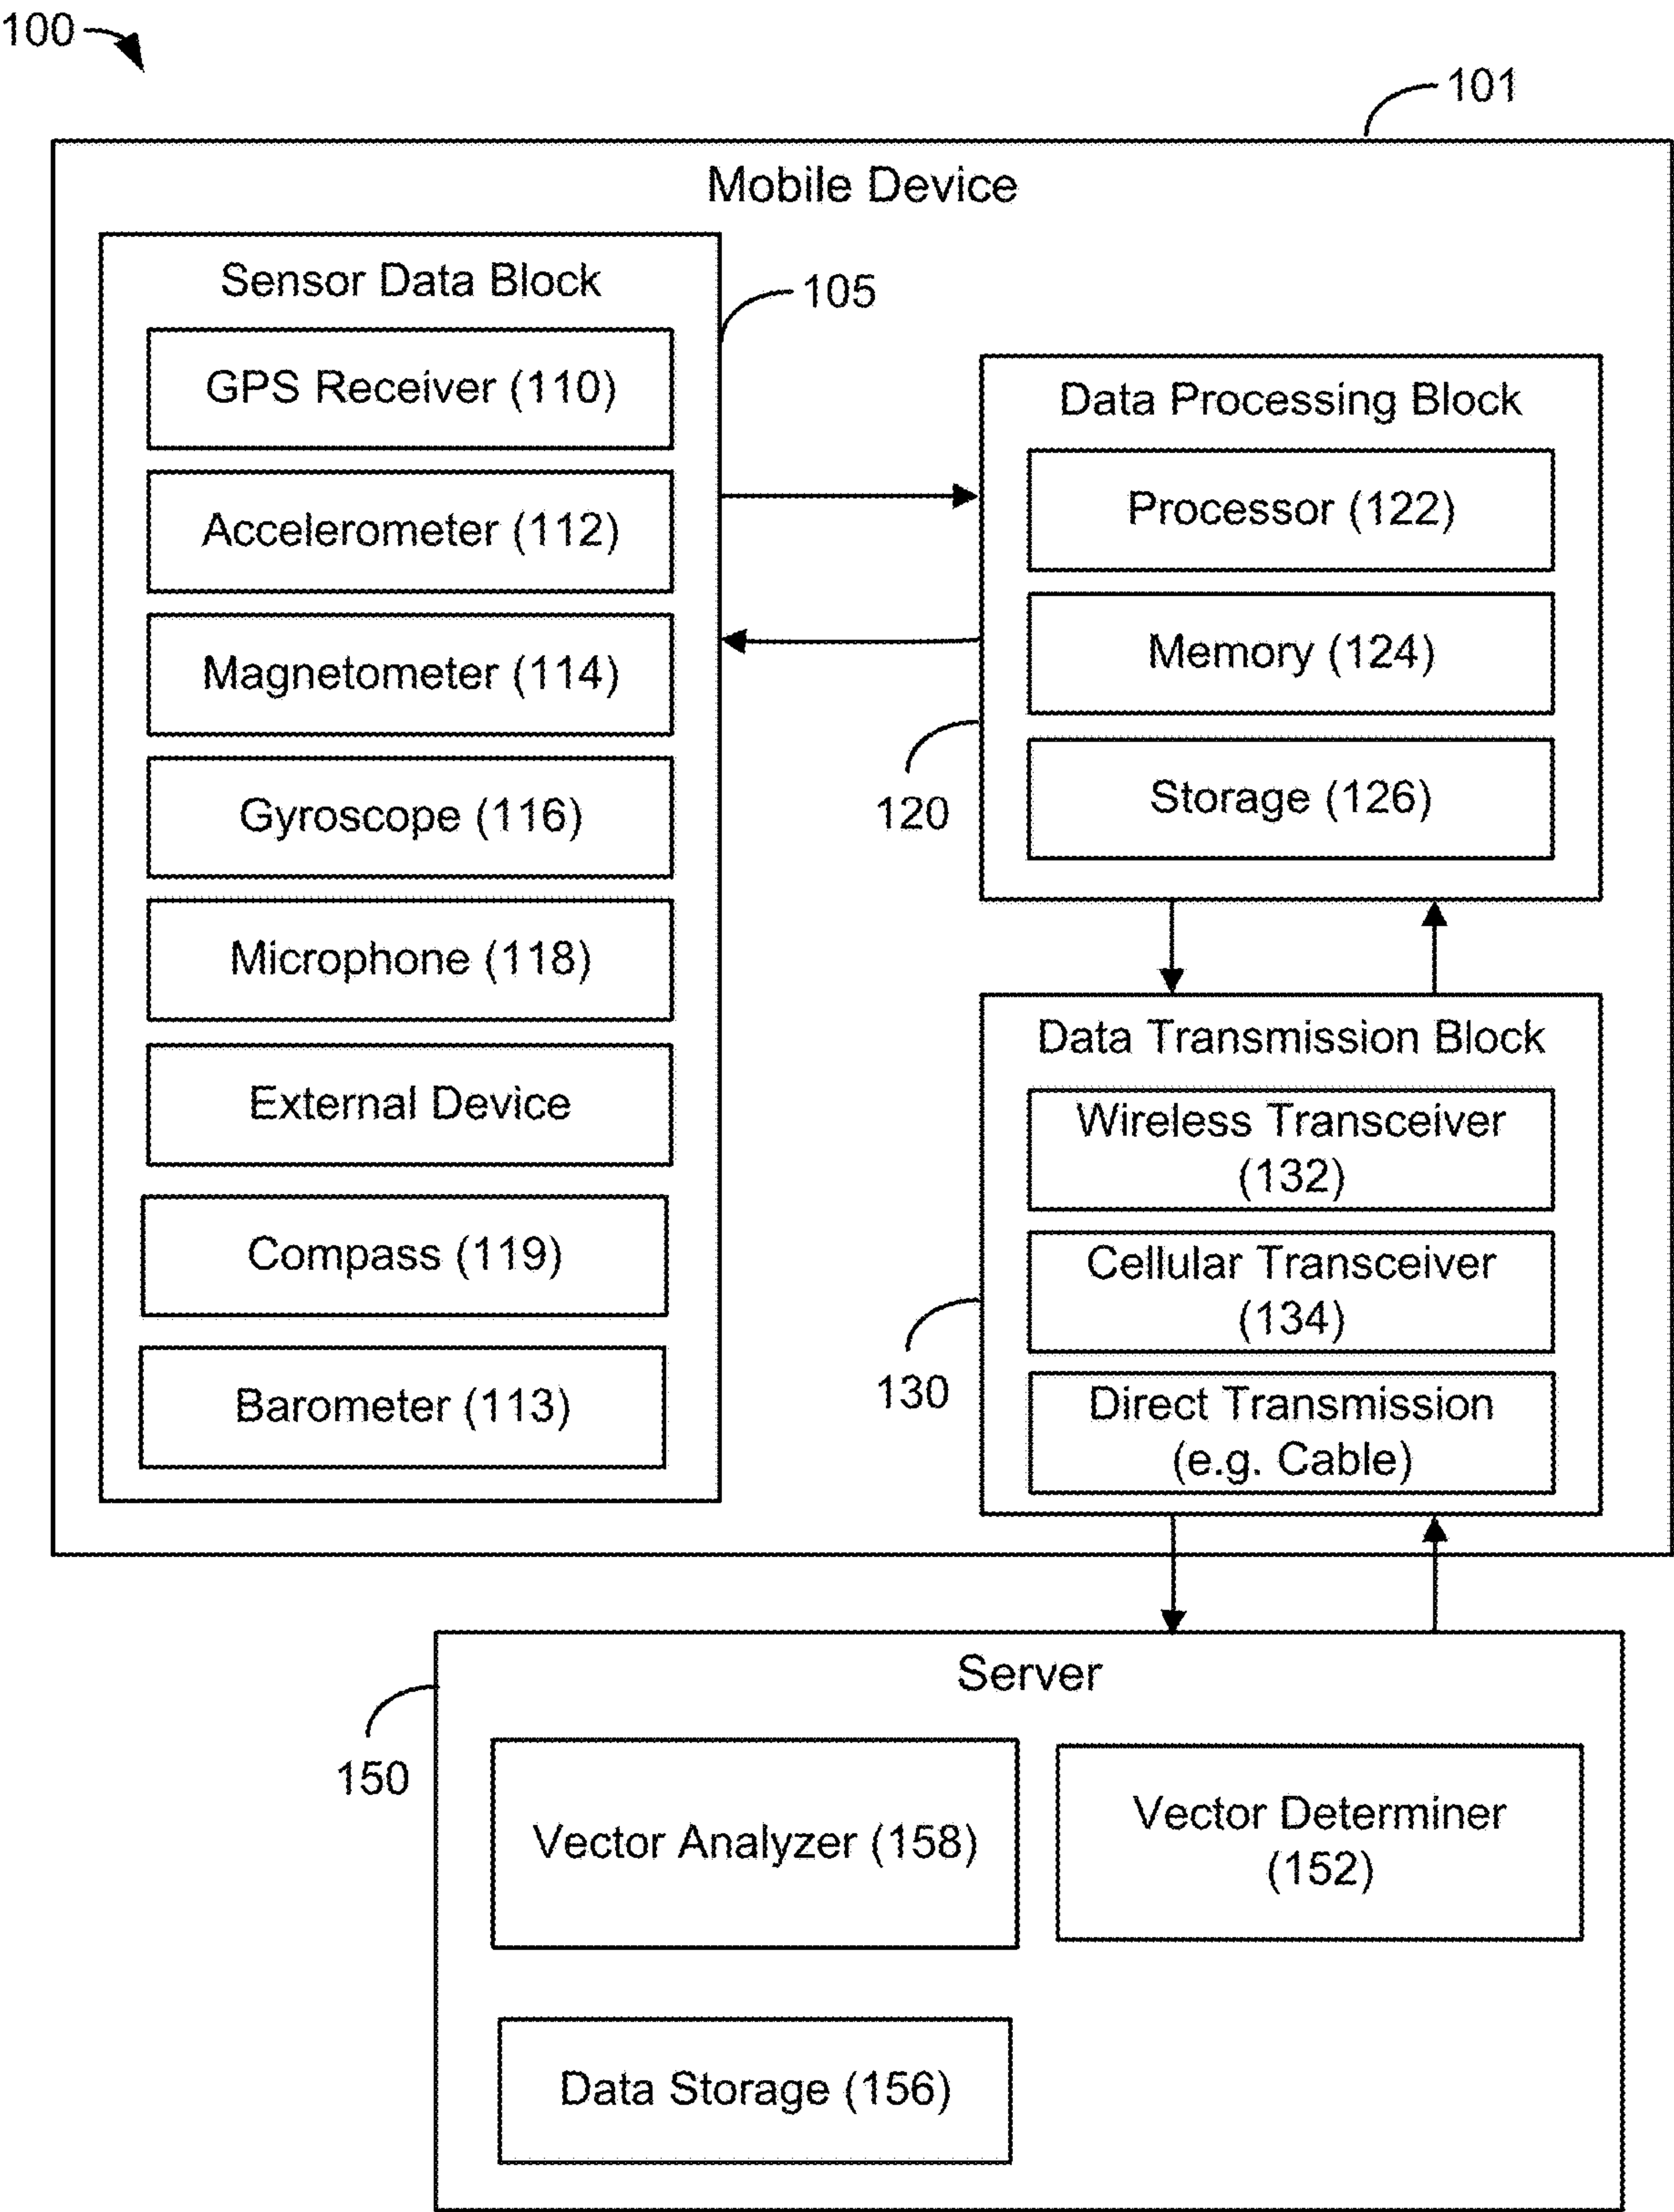 100
101
Mobile Device
Sensor Data Block
105
GPS Receiver (110)
Accelerometer (112)
Magnetometer (114)
Gyroscope (116)
Microphone (118)
External Device
Compass (119)
Barometer (113)
Data Processing Block
Processor (122)
Memory (124)
Storage (126)
120
Data Transmission Block
Wireless Transceiver
(132)
Cellular Transceiver
(134)
Direct Transmission
(e.g. Cable)
130
Server
150
Vector Analyzer (158)
Vector Determiner
(152)
Data Storage (156)